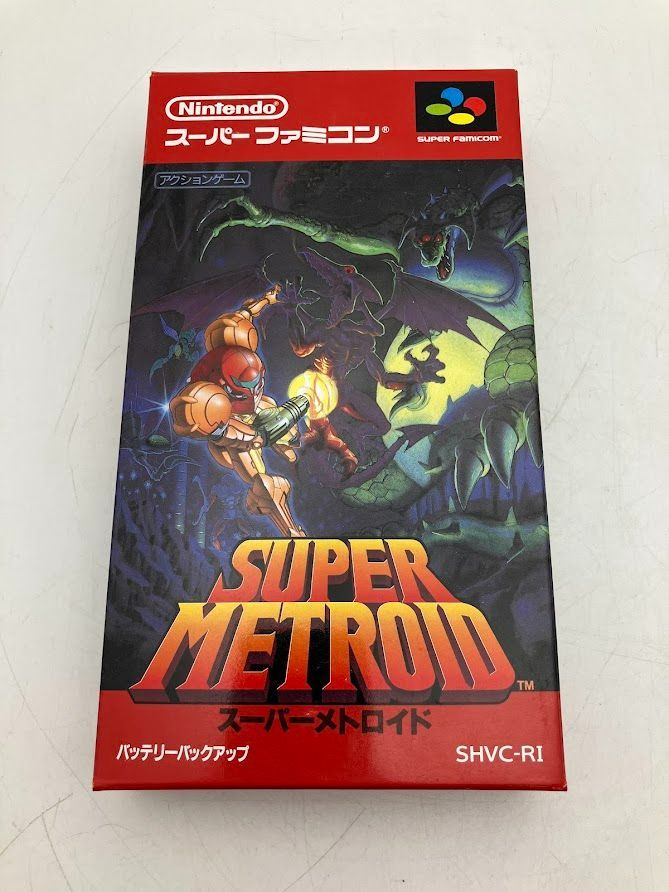 Nintendo
スーパーファミコン®
SUPER FAMICOM®
アクションゲーム
SUPER
METROID™
スーパーメトロイド
バッテリーバックアップ
SHVC-RI